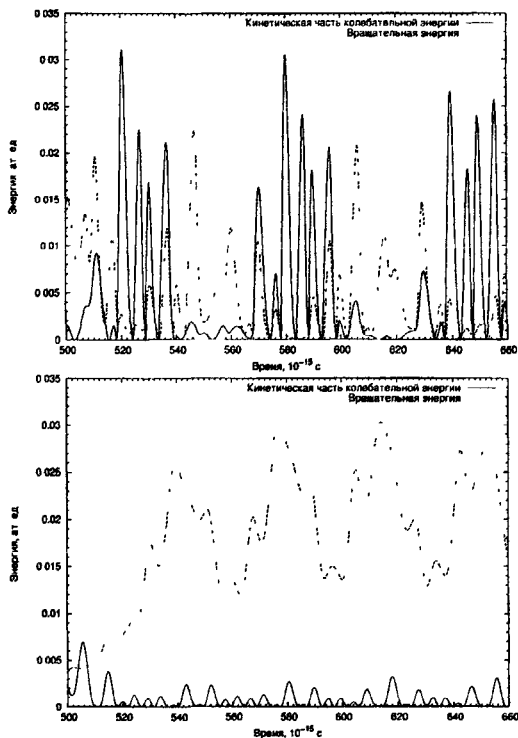 0.035
Кинетическая часть колебательной энергии
Вращательная энергия
0.03
0.025
0.02
0.015
0.01
0.005
0
Энергия ат ед
500 520 540 560 580 600 620 640 660
Время, 10⁻¹⁵ с
0.035
Кинетическая часть колебательной энергии
Вращательная энергия
0.03
0.025
0.02
0.015
0.01
0.005
0
Энергия, ат ед
500 520 540 560 580 600 620 640 660
Время, 10⁻¹⁵ с